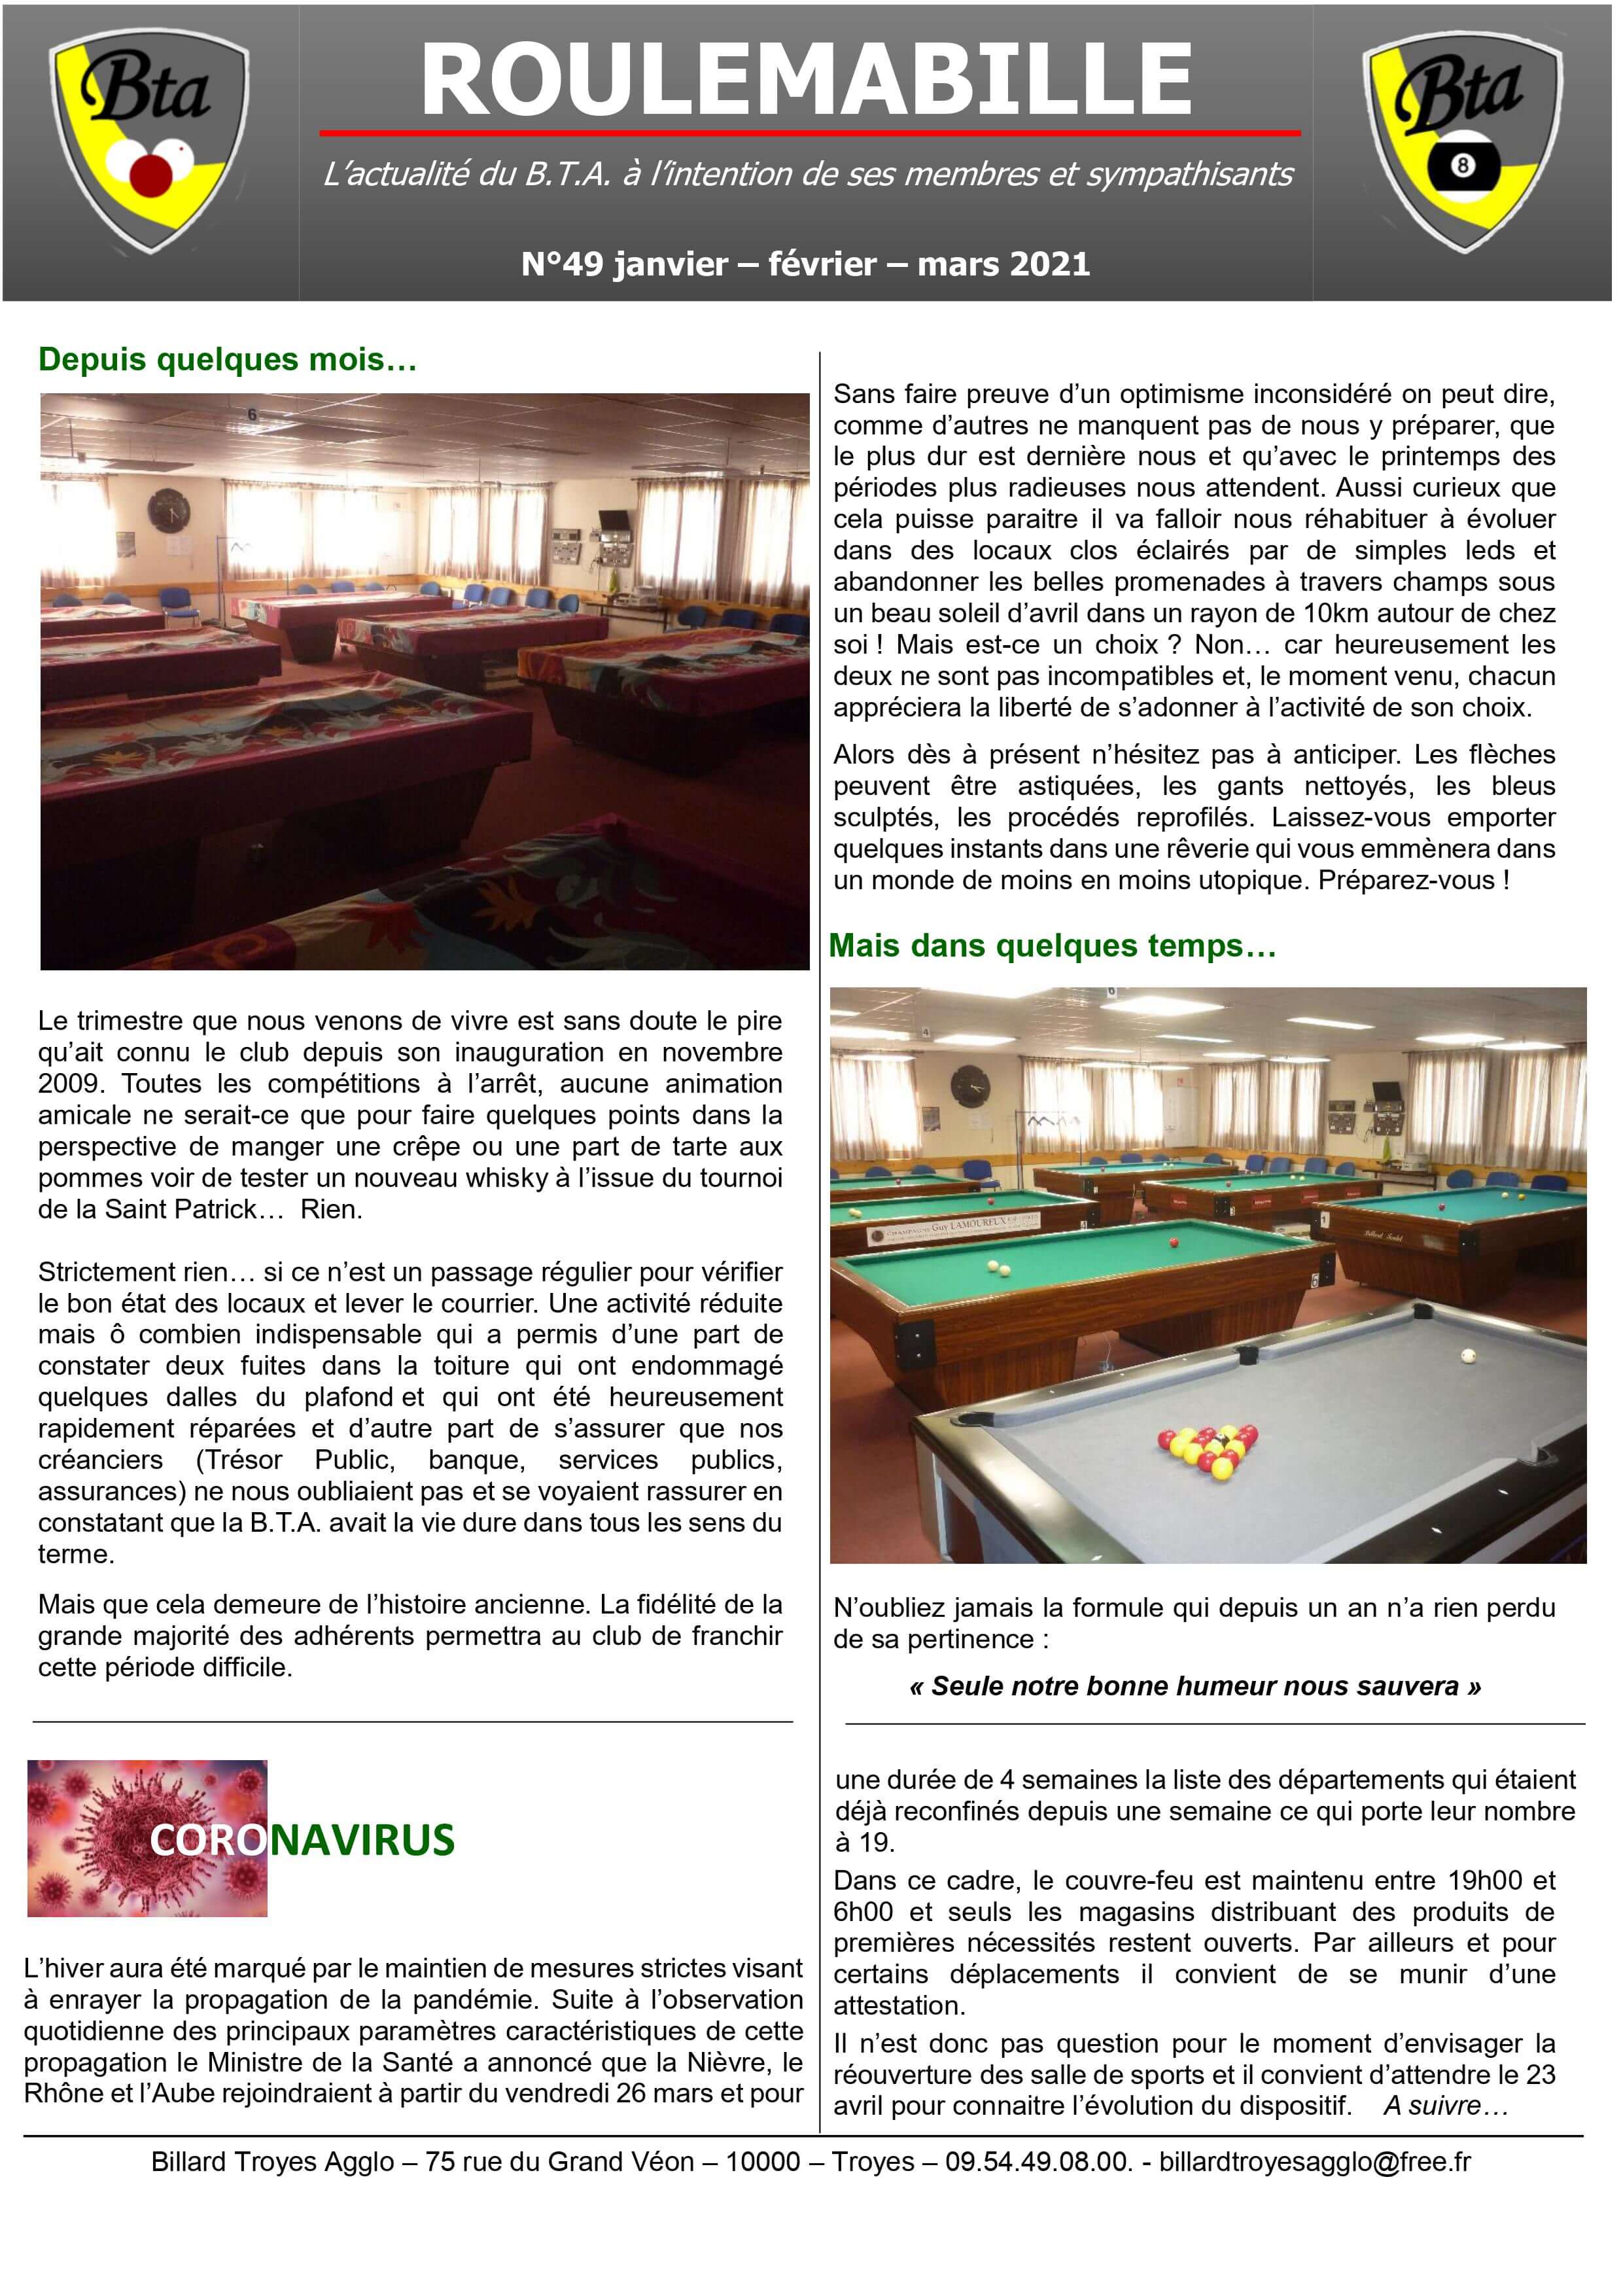 Bta
Bta
8
ROULEMABILLE
L’actualité du B.T.A. à l’intention de ses membres et sympathisants
N°49 janvier – février – mars 2021
Depuis quelques mois…
6
Le trimestre que nous venons de vivre est sans doute le pire
qu’ait connu le club depuis son inauguration en novembre
2009. Toutes les compétitions à l’arrêt, aucune animation
amicale ne serait-ce que pour faire quelques points dans la
perspective de manger une crêpe ou une part de tarte aux
pommes voir de tester un nouveau whisky à l’issue du tournoi
de la Saint Patrick… Rien.
Strictement rien… si ce n’est un passage régulier pour vérifier
le bon état des locaux et lever le courrier. Une activité réduite
mais ô combien indispensable qui a permis d’une part de
constater deux fuites dans la toiture qui ont endommagé
quelques dalles du plafond et qui ont été heureusement
rapidement réparées et d’autre part de s’assurer que nos
créanciers (Trésor Public, banque, services publics,
assurances) ne nous oubliaient pas et se voyaient rassurer en
constatant que la B.T.A. avait la vie dure dans tous les sens du
terme.
Mais que cela demeure de l’histoire ancienne. La fidélité de la
grande majorité des adhérents permettra au club de franchir
cette période difficile.
Sans faire preuve d’un optimisme inconsidéré on peut dire,
comme d’autres ne manquent pas de nous y préparer, que
le plus dur est dernière nous et qu’avec le printemps des
périodes plus radieuses nous attendent. Aussi curieux que
cela puisse paraitre il va falloir nous réhabituer à évoluer
dans des locaux clos éclairés par de simples leds et
abandonner les belles promenades à travers champs sous
un beau soleil d’avril dans un rayon de 10km autour de chez
soi ! Mais est-ce un choix ? Non… car heureusement les
deux ne sont pas incompatibles et, le moment venu, chacun
appréciera la liberté de s’adonner à l’activité de son choix.
Alors dès à présent n’hésitez pas à anticiper. Les flèches
peuvent être astiquées, les gants nettoyés, les bleus
sculptés, les procédés reprofilés. Laissez-vous emporter
quelques instants dans une rêverie qui vous emmènera dans
un monde de moins en moins utopique. Préparez-vous !
Mais dans quelques temps…
6
4
CHAMPAGNE Guy LAMOUREUX
1
6
N’oubliez jamais la formule qui depuis un an n’a rien perdu
de sa pertinence :
« Seule notre bonne humeur nous sauvera »
CORONAVIRUS
L’hiver aura été marqué par le maintien de mesures strictes visant
à enrayer la propagation de la pandémie. Suite à l’observation
quotidienne des principaux paramètres caractéristiques de cette
propagation le Ministre de la Santé a annoncé que la Nièvre, le
Rhône et l’Aube rejoindraient à partir du vendredi 26 mars et pour
une durée de 4 semaines la liste des départements qui étaient
déjà reconfinés depuis une semaine ce qui porte leur nombre
à 19.
Dans ce cadre, le couvre-feu est maintenu entre 19h00 et
6h00 et seuls les magasins distribuant des produits de
premières nécessités restent ouverts. Par ailleurs et pour
certains déplacements il convient de se munir d’une
attestation.
Il n’est donc pas question pour le moment d’envisager la
réouverture des salle de sports et il convient d’attendre le 23
avril pour connaitre l’évolution du dispositif. A suivre…
Billard Troyes Agglo – 75 rue du Grand Véon – 10000 – Troyes – 09.54.49.08.00. - billardtroyesagglo@free.fr